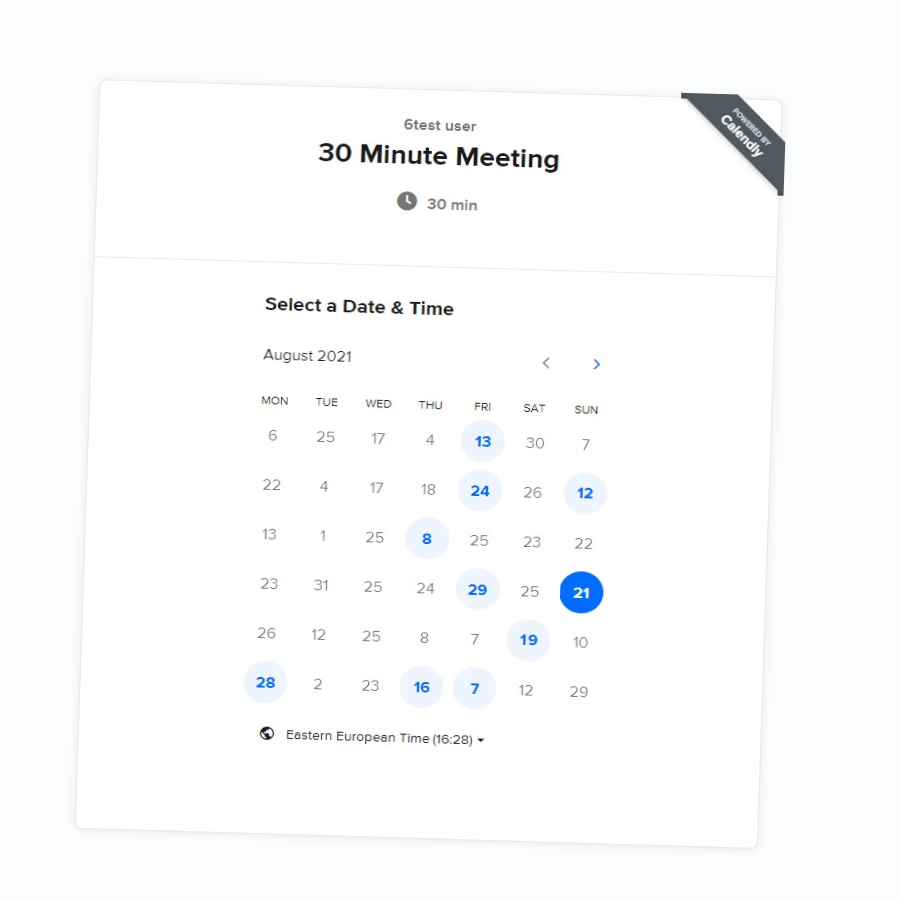 POWERED BY
Calendly
6test user
30 Minute Meeting
30 min
Select a Date & Time
August 2021
MON TUE WED THU FRI SAT SUN
6 25 17 4 13 30 7
22 4 17 18 24 26 12
13 1 25 8 25 23 22
23 31 25 24 29 25 21
26 12 25 8 7 19 10
28 2 23 16 7 12 29
Eastern European Time (16:28)